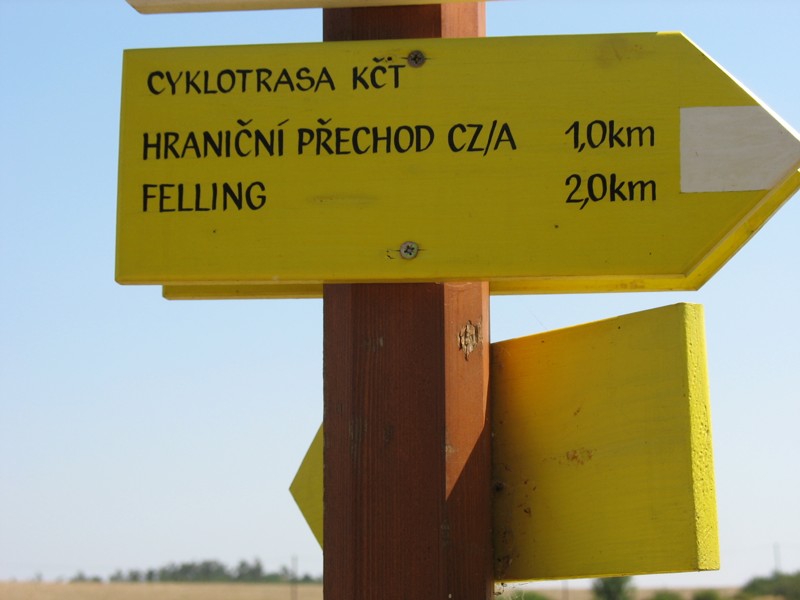 CYKLOTRASA KČT
HRANIČNÍ PŘECHOD CZ/A 1,0km
FELLING 2,0km